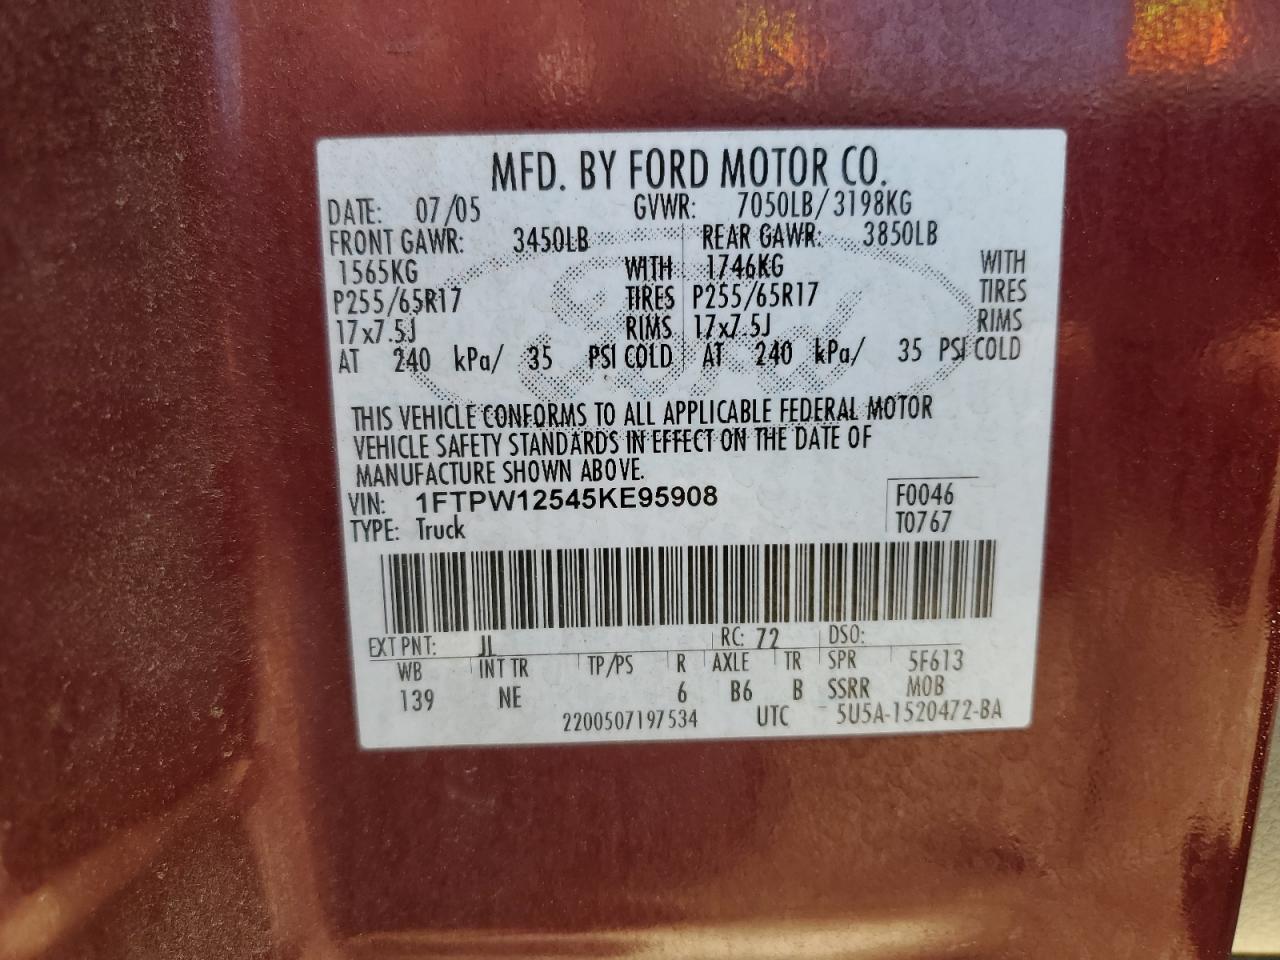 MFD. BY FORD MOTOR CO.
DATE: 07/05 GVWR: 7050LB/3198KG
FRONT GAWR: 3450LB REAR GAWR: 3850LB
1565KG WITH 1746KG WITH
P255/65R17 TIRES P255/65R17 TIRES
17x7.5J RIMS 17x7.5J RIMS
AT 240 kPa/ 35 PSI COLD AT 240 kPa/ 35 PSI COLD
THIS VEHICLE CONFORMS TO ALL APPLICABLE FEDERAL MOTOR
VEHICLE SAFETY STANDARDS IN EFFECT ON THE DATE OF
MANUFACTURE SHOWN ABOVE.
VIN: 1FTPW12545KE95908 F0046
TYPE: Truck T0767
EXT PNT: JL RC: 72 DSO:
WB INT TR TP/PS R AXLE TR SPR 5F613
139 NE 6 B6 B SSRR MOB
2200507197534 UTC 5U5A-1520472-BA
Ford